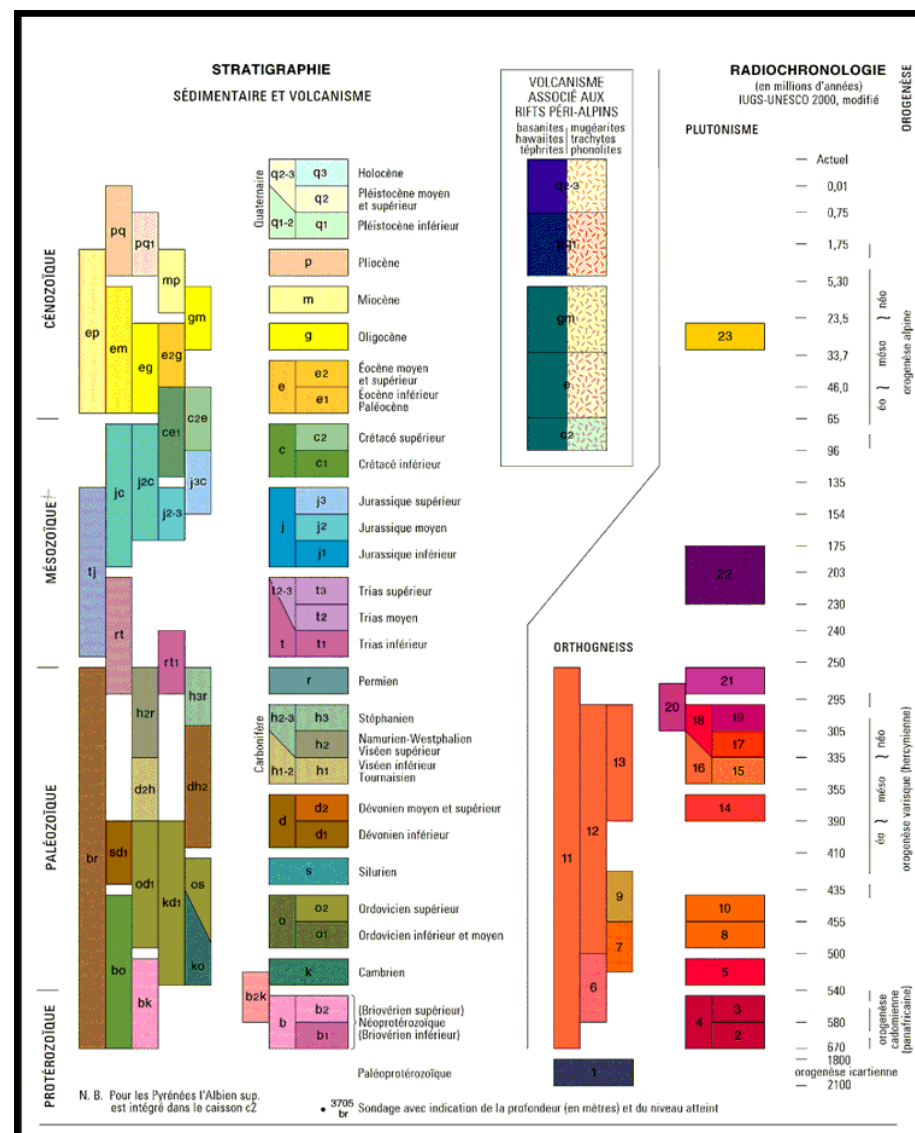 STRATIGRAPHIE
SÉDIMENTAIRE ET VOLCANISME
VOLCANISME
ASSOCIÉ AUX
RIFTS PÉRI-ALPINS
basanites mugéarites
hawaiites trachytes
téphrites phonolites
RADIOCHRONOLOGIE
(en millions d'années)
IUGS-UNESCO 2000, modifié
PLUTONISME
OROGENÈSE
CÉNOZOÏQUE
MÉSOZOÏQUE
PALÉOZOÏQUE
PROTÉROZOÏQUE
pq
pq1
mp
ep
em
eg
e2g
gm
ce1
c2e
jc
j2c
j2-3
j3c
tj
rt
rt1
h2r
h3r
d2h
dh2
br
sd1
od1
kd1
os
ko
bo
bk
Quaternaire
q2-3 q3 Holocène
q2 Pléistocène moyen
et supérieur
q1-2 q1 Pléistocène inférieur
p Pliocène
m Miocène
g Oligocène
e e2 Éocène moyen
et supérieur
e1 Éocène inférieur
Paléocène
c c2 Crétacé supérieur
c1 Crétacé inférieur
j j3 Jurassique supérieur
j2 Jurassique moyen
j1 Jurassique inférieur
t2-3 t3 Trias supérieur
t2 Trias moyen
t t1 Trias inférieur
r Permien
Carbonifère
h2-3 h3 Stéphanien
h2 Namurien-Westphalien
Viséen supérieur
h1-2 h1 Viséen inférieur
Tournaisien
d d2 Dévonien moyen et supérieur
d1 Dévonien inférieur
s Silurien
o o2 Ordovicien supérieur
o1 Ordovicien inférieur et moyen
k Cambrien
b2k
b b2 (Briovérien supérieur)
Néoprotérozoïque
b1 (Briovérien inférieur)
Paléoprotérozoïque
q2-3
pq1
gm
e
c2
ORTHOGNEISS
11
12
13
9
7
6
1
23
22
21
20
18 19
17
16 15
14
10
8
5
4 3
2
Actuel
0,01
0,75
1,75
5,30
23,5
33,7
46,0
65
96
135
154
175
203
230
240
250
295
305
335
355
390
410
435
455
500
540
580
670
1800
orogenèse icartienne
2100
éo méso néo
orogenèse alpine
éo méso néo
orogenèse varisque (hercynienne)
orogenèse
cadomienne
(panafricaine)
N. B. Pour les Pyrénées l'Albien sup.
est intégré dans le caisson c2
3705
br Sondage avec indication de la profondeur (en mètres) et du niveau atteint